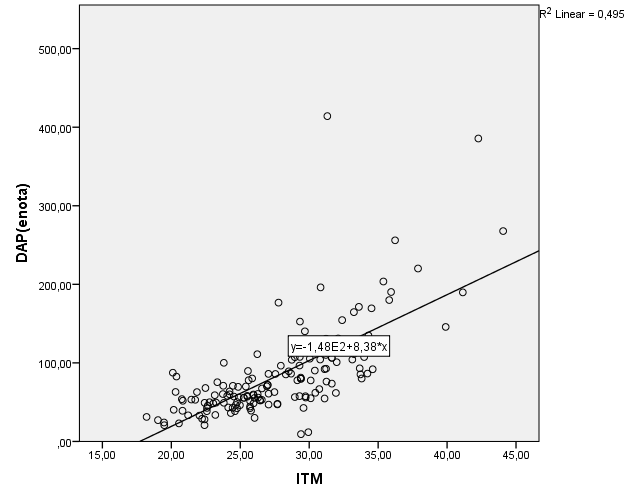 R² Linear = 0,495
500,00
400,00
300,00
200,00
100,00
,00
DAP(enota)
y=-1,48E2+8,38*x
15,00 20,00 25,00 30,00 35,00 40,00 45,00
ITM